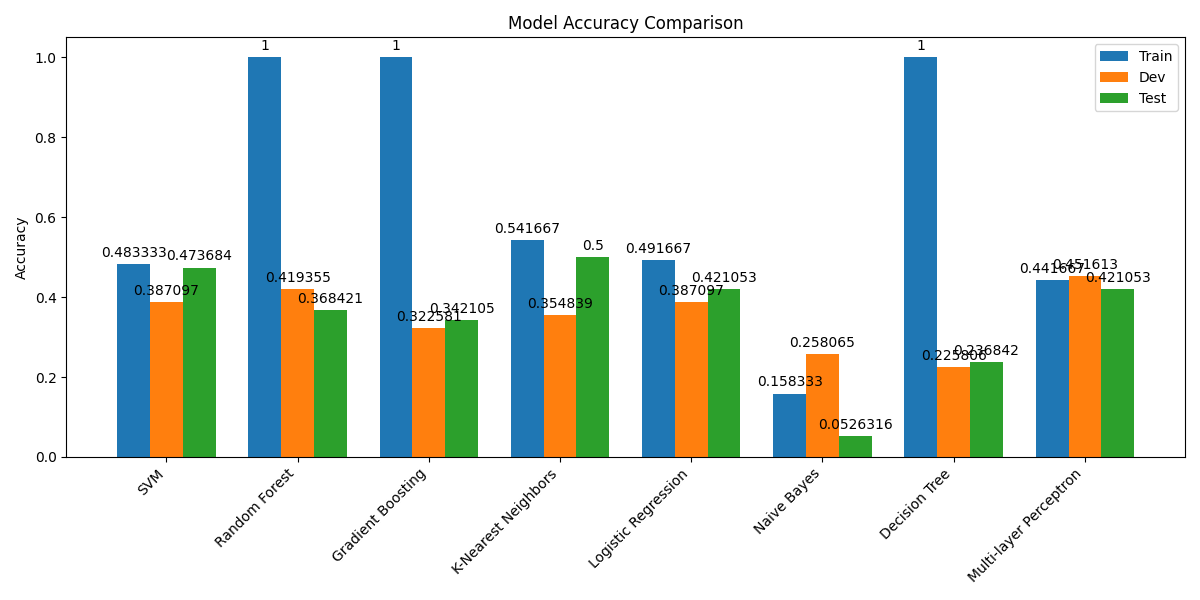 Model Accuracy Comparison
Accuracy
1.0
0.8
0.6
0.4
0.2
0.0
Train
Dev
Test
0.483333
0.387097
0.473684
1
0.419355
0.368421
1
0.322581
0.342105
0.541667
0.354839
0.5
0.491667
0.387097
0.421053
0.158333
0.258065
0.0526316
1
0.225806
0.236842
0.441667
0.451613
0.421053
SVM
Random Forest
Gradient Boosting
K-Nearest Neighbors
Logistic Regression
Naive Bayes
Decision Tree
Multi-layer Perceptron